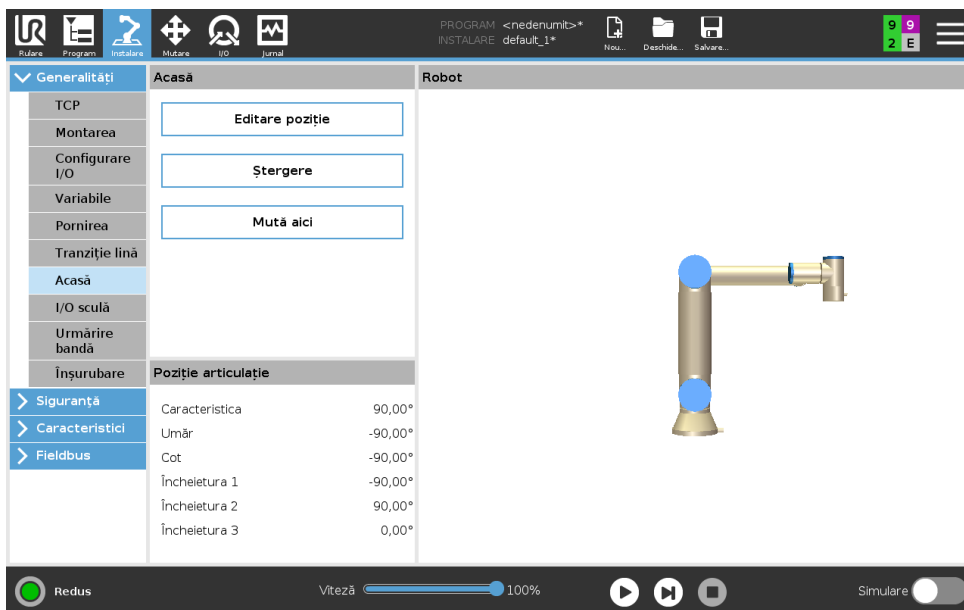 UR
Rulare
Program
Instalare
Mutare
I/O
Jurnal
PROGRAM <nedenumit>*
INSTALARE default_1*
Nou...
Deschide...
Salvare...
9 9
2 E
Generalități
TCP
Montarea
Configurare
I/O
Variabile
Pornirea
Tranziție lină
Acasă
I/O sculă
Urmărire
bandă
Înșurubare
Siguranță
Caracteristici
Fieldbus
Acasă
Editare poziție
Ștergere
Mută aici
Poziție articulație
Caracteristica 90,00°
Umăr -90,00°
Cot -90,00°
Încheietura 1 -90,00°
Încheietura 2 90,00°
Încheietura 3 0,00°
Robot
Redus
Viteză 100%
Simulare